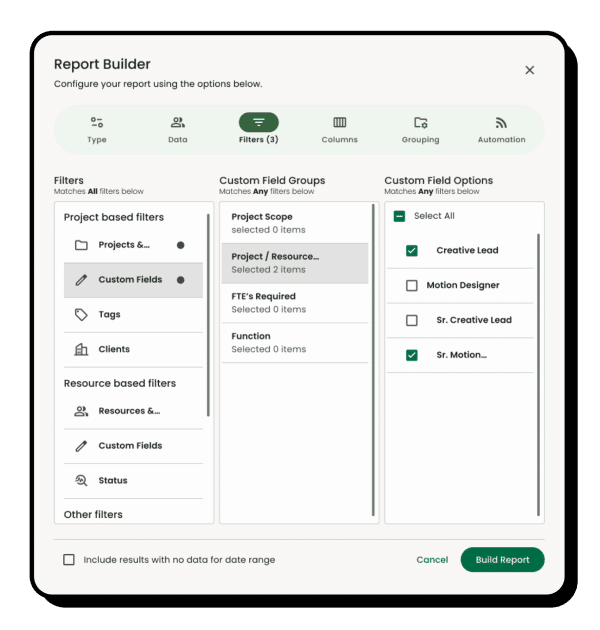 Report Builder
Configure your report using the options below.
Type
Data
Filters (3)
Columns
Grouping
Automation
Filters
Matches All filters below
Project based filters
Projects &...
Custom Fields
Tags
Clients
Resource based filters
Resources &...
Custom Fields
Status
Other filters
Custom Field Groups
Matches Any filters below
Project Scope
selected 0 items
Project / Resource...
Selected 2 items
FTE's Required
Selected 0 items
Function
Selected 0 items
Custom Field Options
Matches Any filters below
Select All
Creative Lead
Motion Designer
Sr. Creative Lead
Sr. Motion...
Include results with no data for date range
Cancel
Build Report